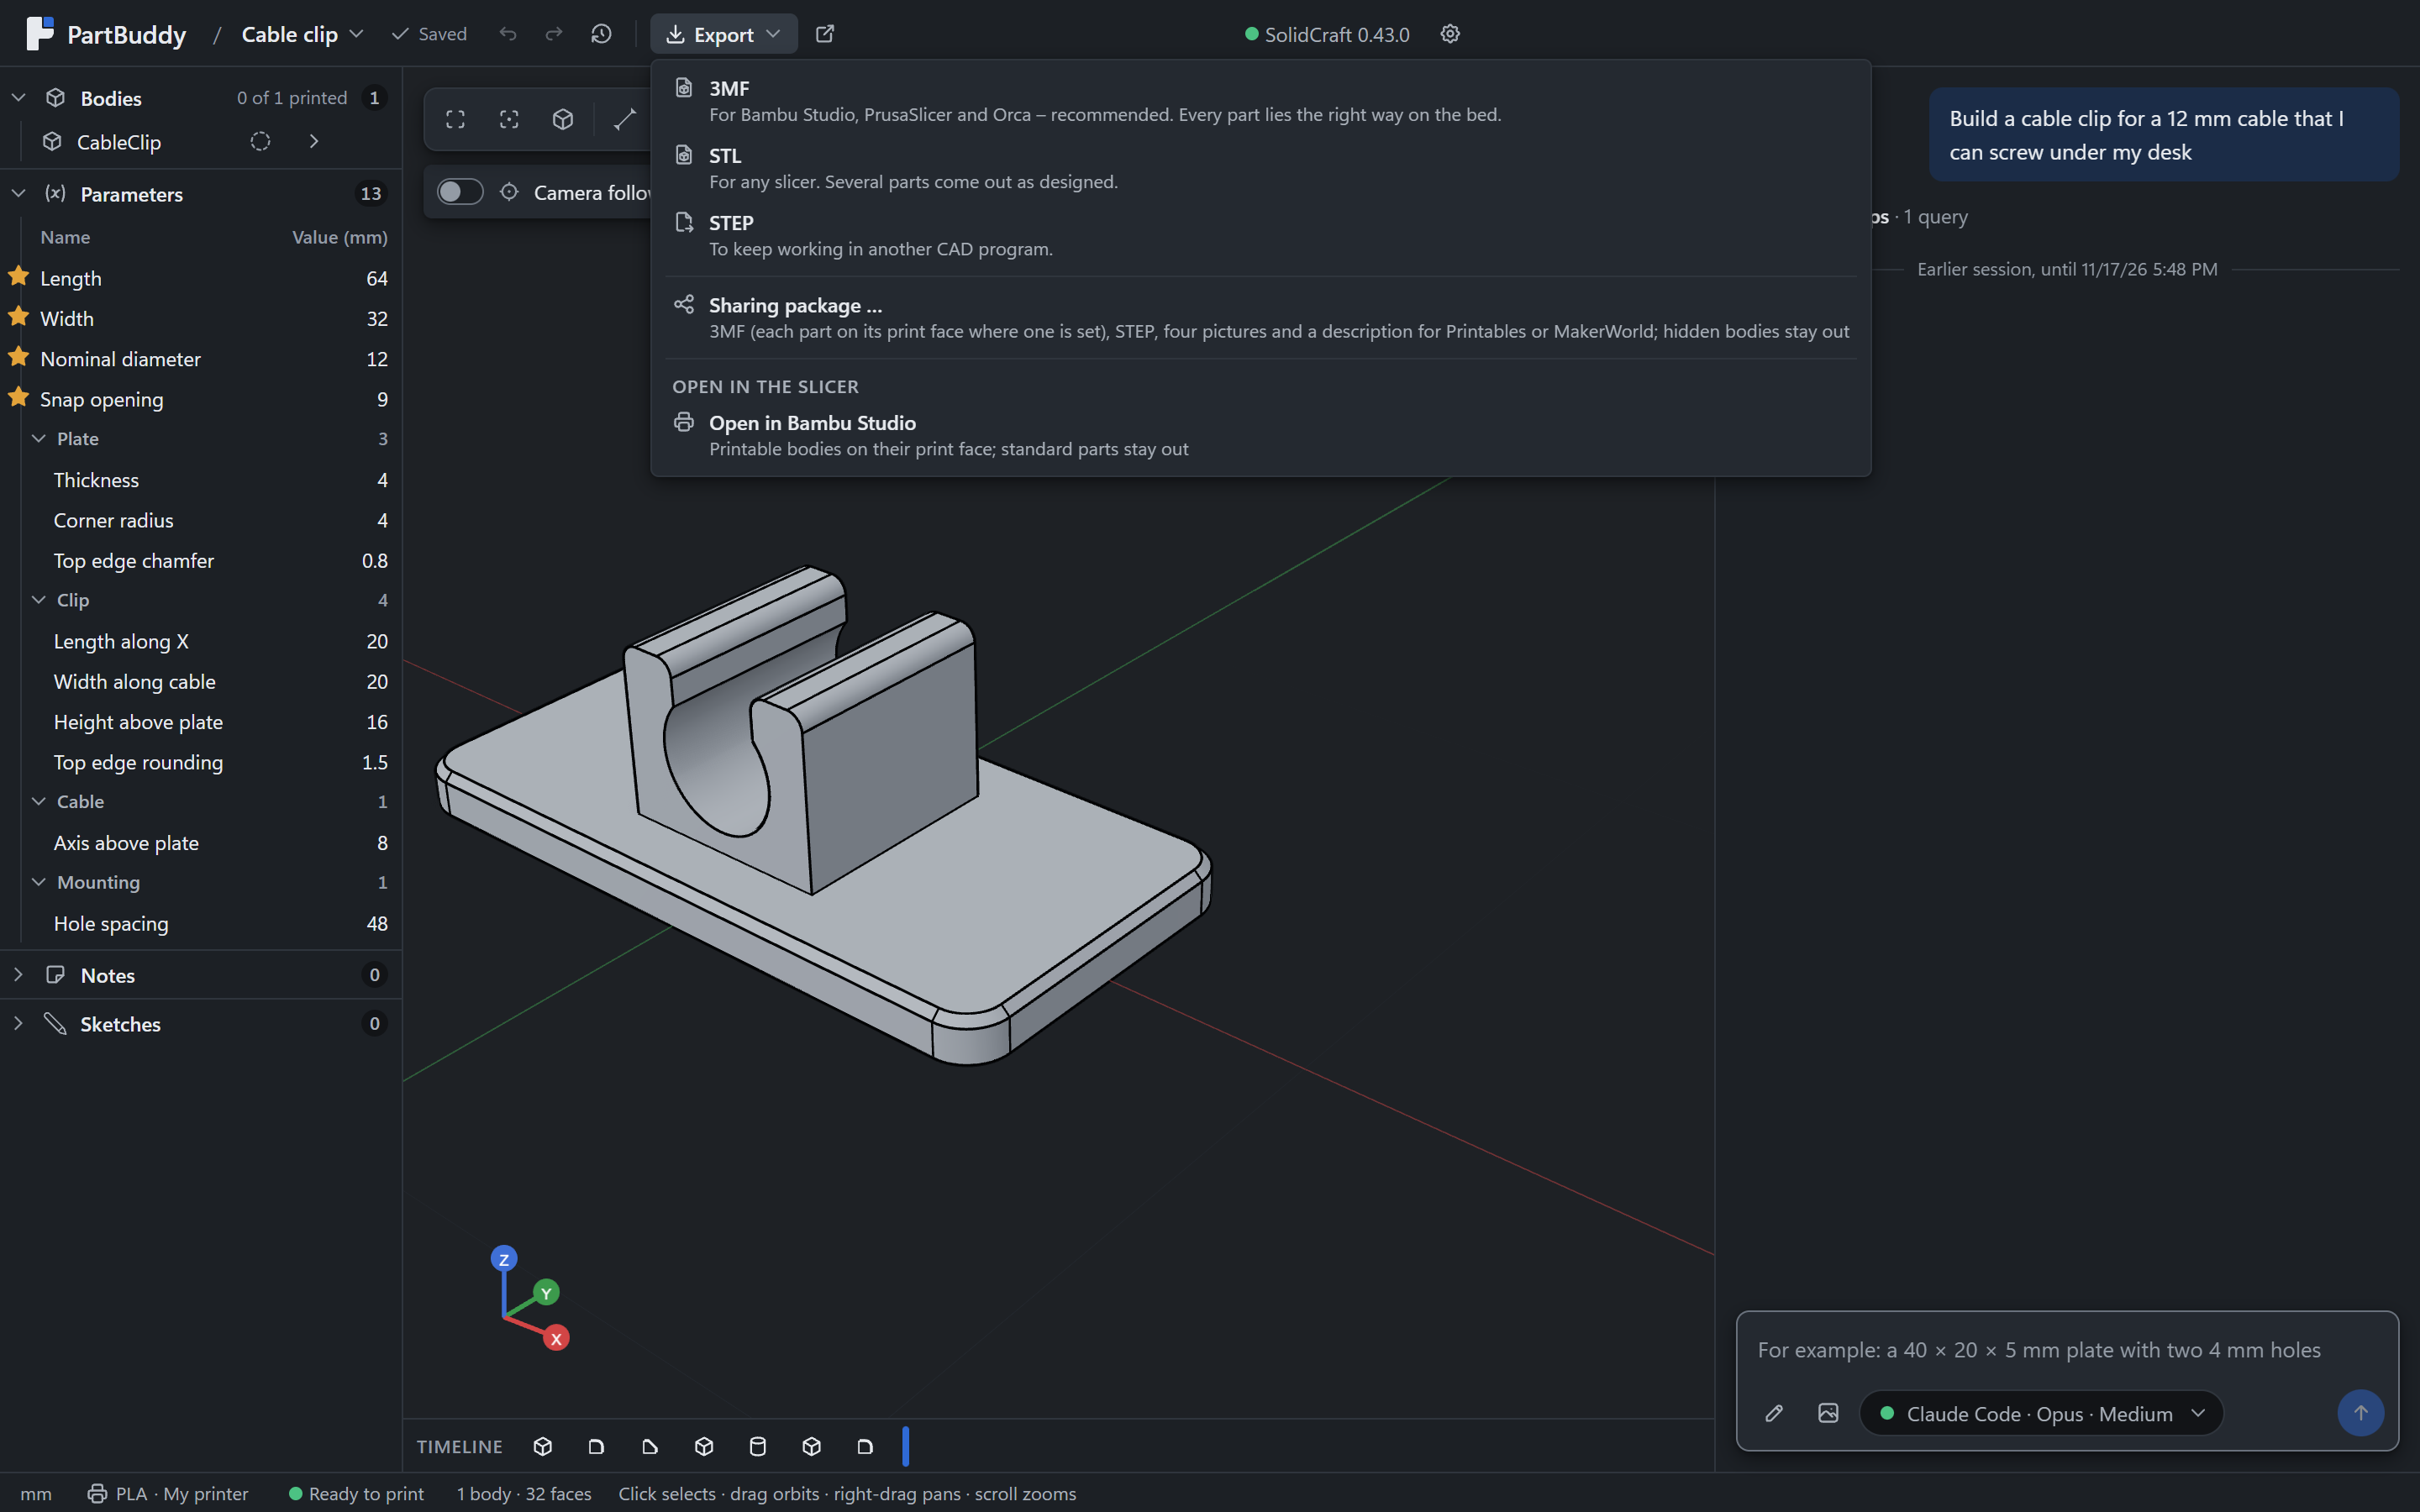 PartBuddy / Cable clip Saved Export SolidCraft 0.43.0
Bodies 0 of 1 printed 1
CableClip
Parameters 13
Name Value (mm)
Length 64
Width 32
Nominal diameter 12
Snap opening 9
Plate 3
Thickness 4
Corner radius 4
Top edge chamfer 0.8
Clip 4
Length along X 20
Width along cable 20
Height above plate 16
Top edge rounding 1.5
Cable 1
Axis above plate 8
Mounting 1
Hole spacing 48
Notes 0
Sketches 0
Camera
3MF
For Bambu Studio, PrusaSlicer and Orca – recommended. Every part lies the right way on the bed.
STL
For any slicer. Several parts come out as designed.
STEP
To keep working in another CAD program.
Sharing package ...
3MF (each part on its print face where one is set), STEP, four pictures and a description for Printables or MakerWorld; hidden bodies stay out
OPEN IN THE SLICER
Open in Bambu Studio
Printable bodies on their print face; standard parts stay out
Z
Y
X
TIMELINE
Build a cable clip for a 12 mm cable that I
can screw under my desk
· 1 query
Earlier session, until 11/17/26 5:48 PM
For example: a 40 × 20 × 5 mm plate with two 4 mm holes
Claude Code · Opus · Medium
mm PLA · My printer Ready to print 1 body · 32 faces Click selects · drag orbits · right-drag pans · scroll zooms